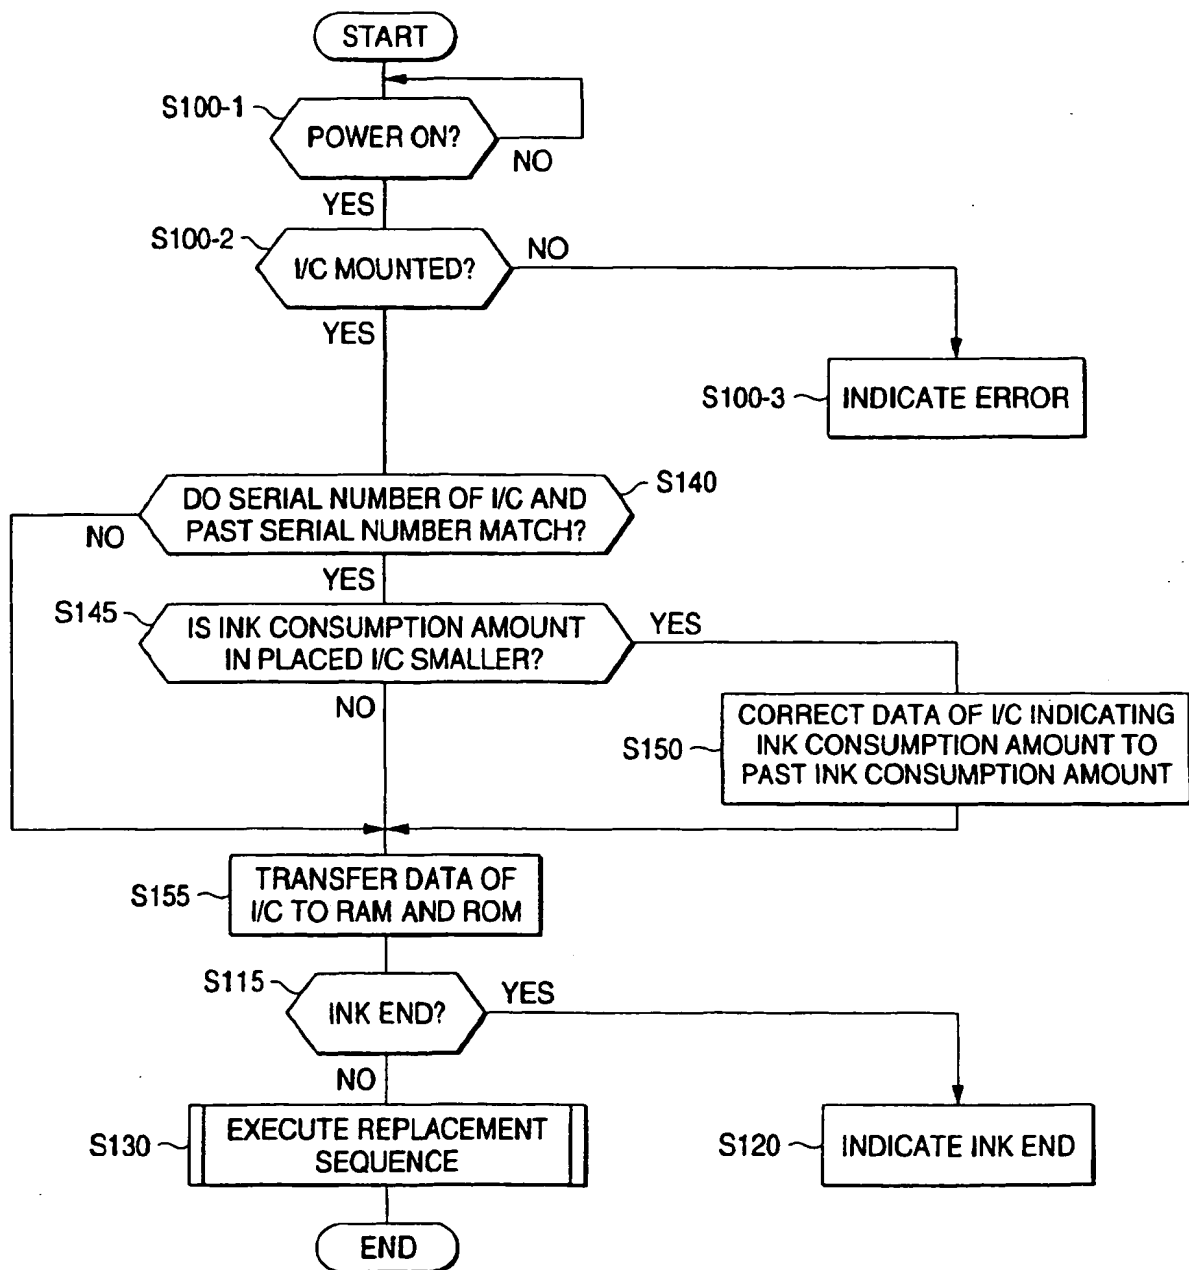 START
S100-1
POWER ON?
NO
YES
S100-2
I/C MOUNTED?
NO
YES
S100-3
INDICATE ERROR
DO SERIAL NUMBER OF I/C AND
PAST SERIAL NUMBER MATCH?
S140
NO
YES
S145
IS INK CONSUMPTION AMOUNT
IN PLACED I/C SMALLER?
YES
NO
S150
CORRECT DATA OF I/C INDICATING
INK CONSUMPTION AMOUNT TO
PAST INK CONSUMPTION AMOUNT
S155
TRANSFER DATA OF
I/C TO RAM AND ROM
S115
INK END?
YES
NO
S130
EXECUTE REPLACEMENT
SEQUENCE
S120
INDICATE INK END
END